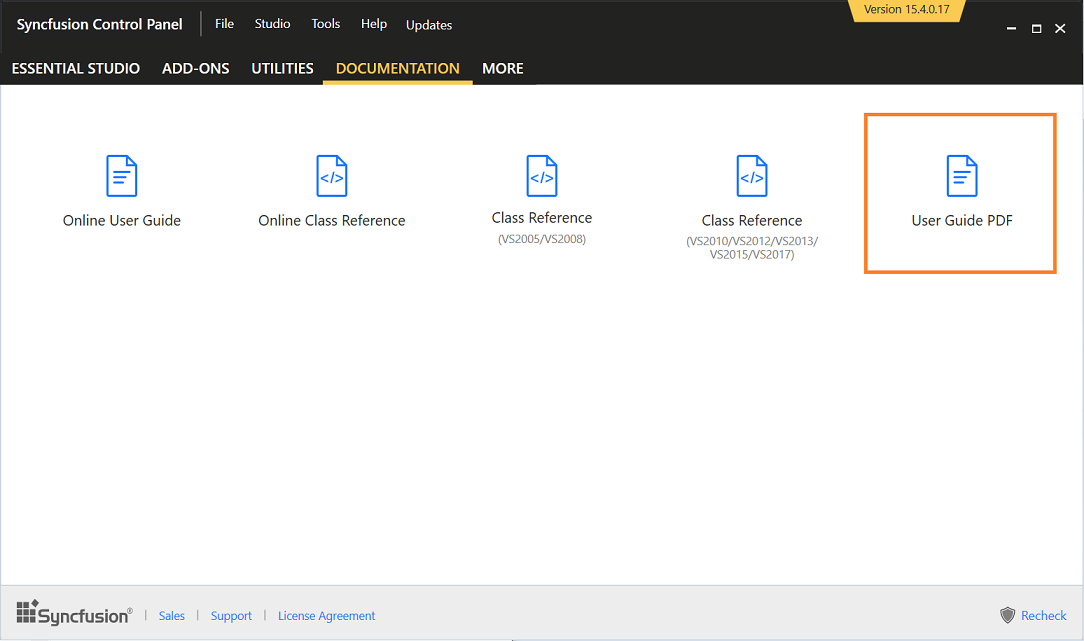 Version 15.4.0.17
Syncfusion Control Panel File Studio Tools Help Updates
ESSENTIAL STUDIO ADD-ONS UTILITIES DOCUMENTATION MORE
</> </> </>
Online User Guide Online Class Reference Class Reference Class Reference User Guide PDF
(VS2005/VS2008) (VS2010/VS2012/VS2013/
VS2015/VS2017)
Syncfusion® | Sales | Support | License Agreement Recheck